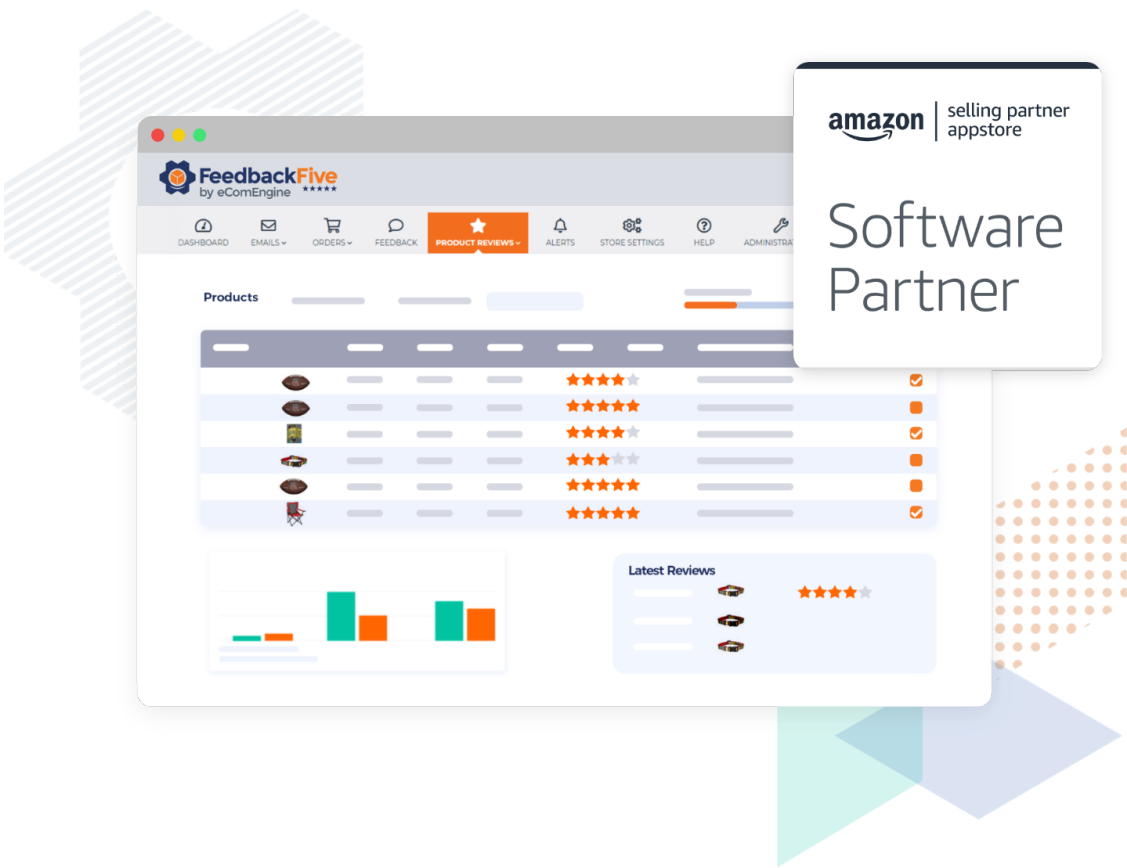 amazon
selling partner
appstore
Software
Partner
FeedbackFive
by eComEngine
DASHBOARD
EMAILS
ORDERS
FEEDBACK
PRODUCT REVIEWS
ALERTS
STORE SETTINGS
HELP
ADMINISTRAT
Products
Latest Reviews